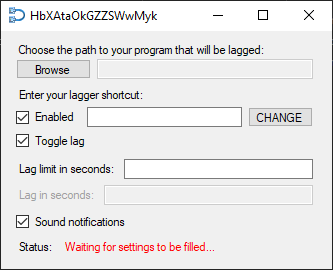 HbXAtaOkGZZSWwMyk
Choose the path to your program that will be lagged:
Browse
Enter your lagger shortcut:
Enabled CHANGE
Toggle lag
Lag limit in seconds:
Lag in seconds:
Sound notifications
Status: Waiting for settings to be filled...